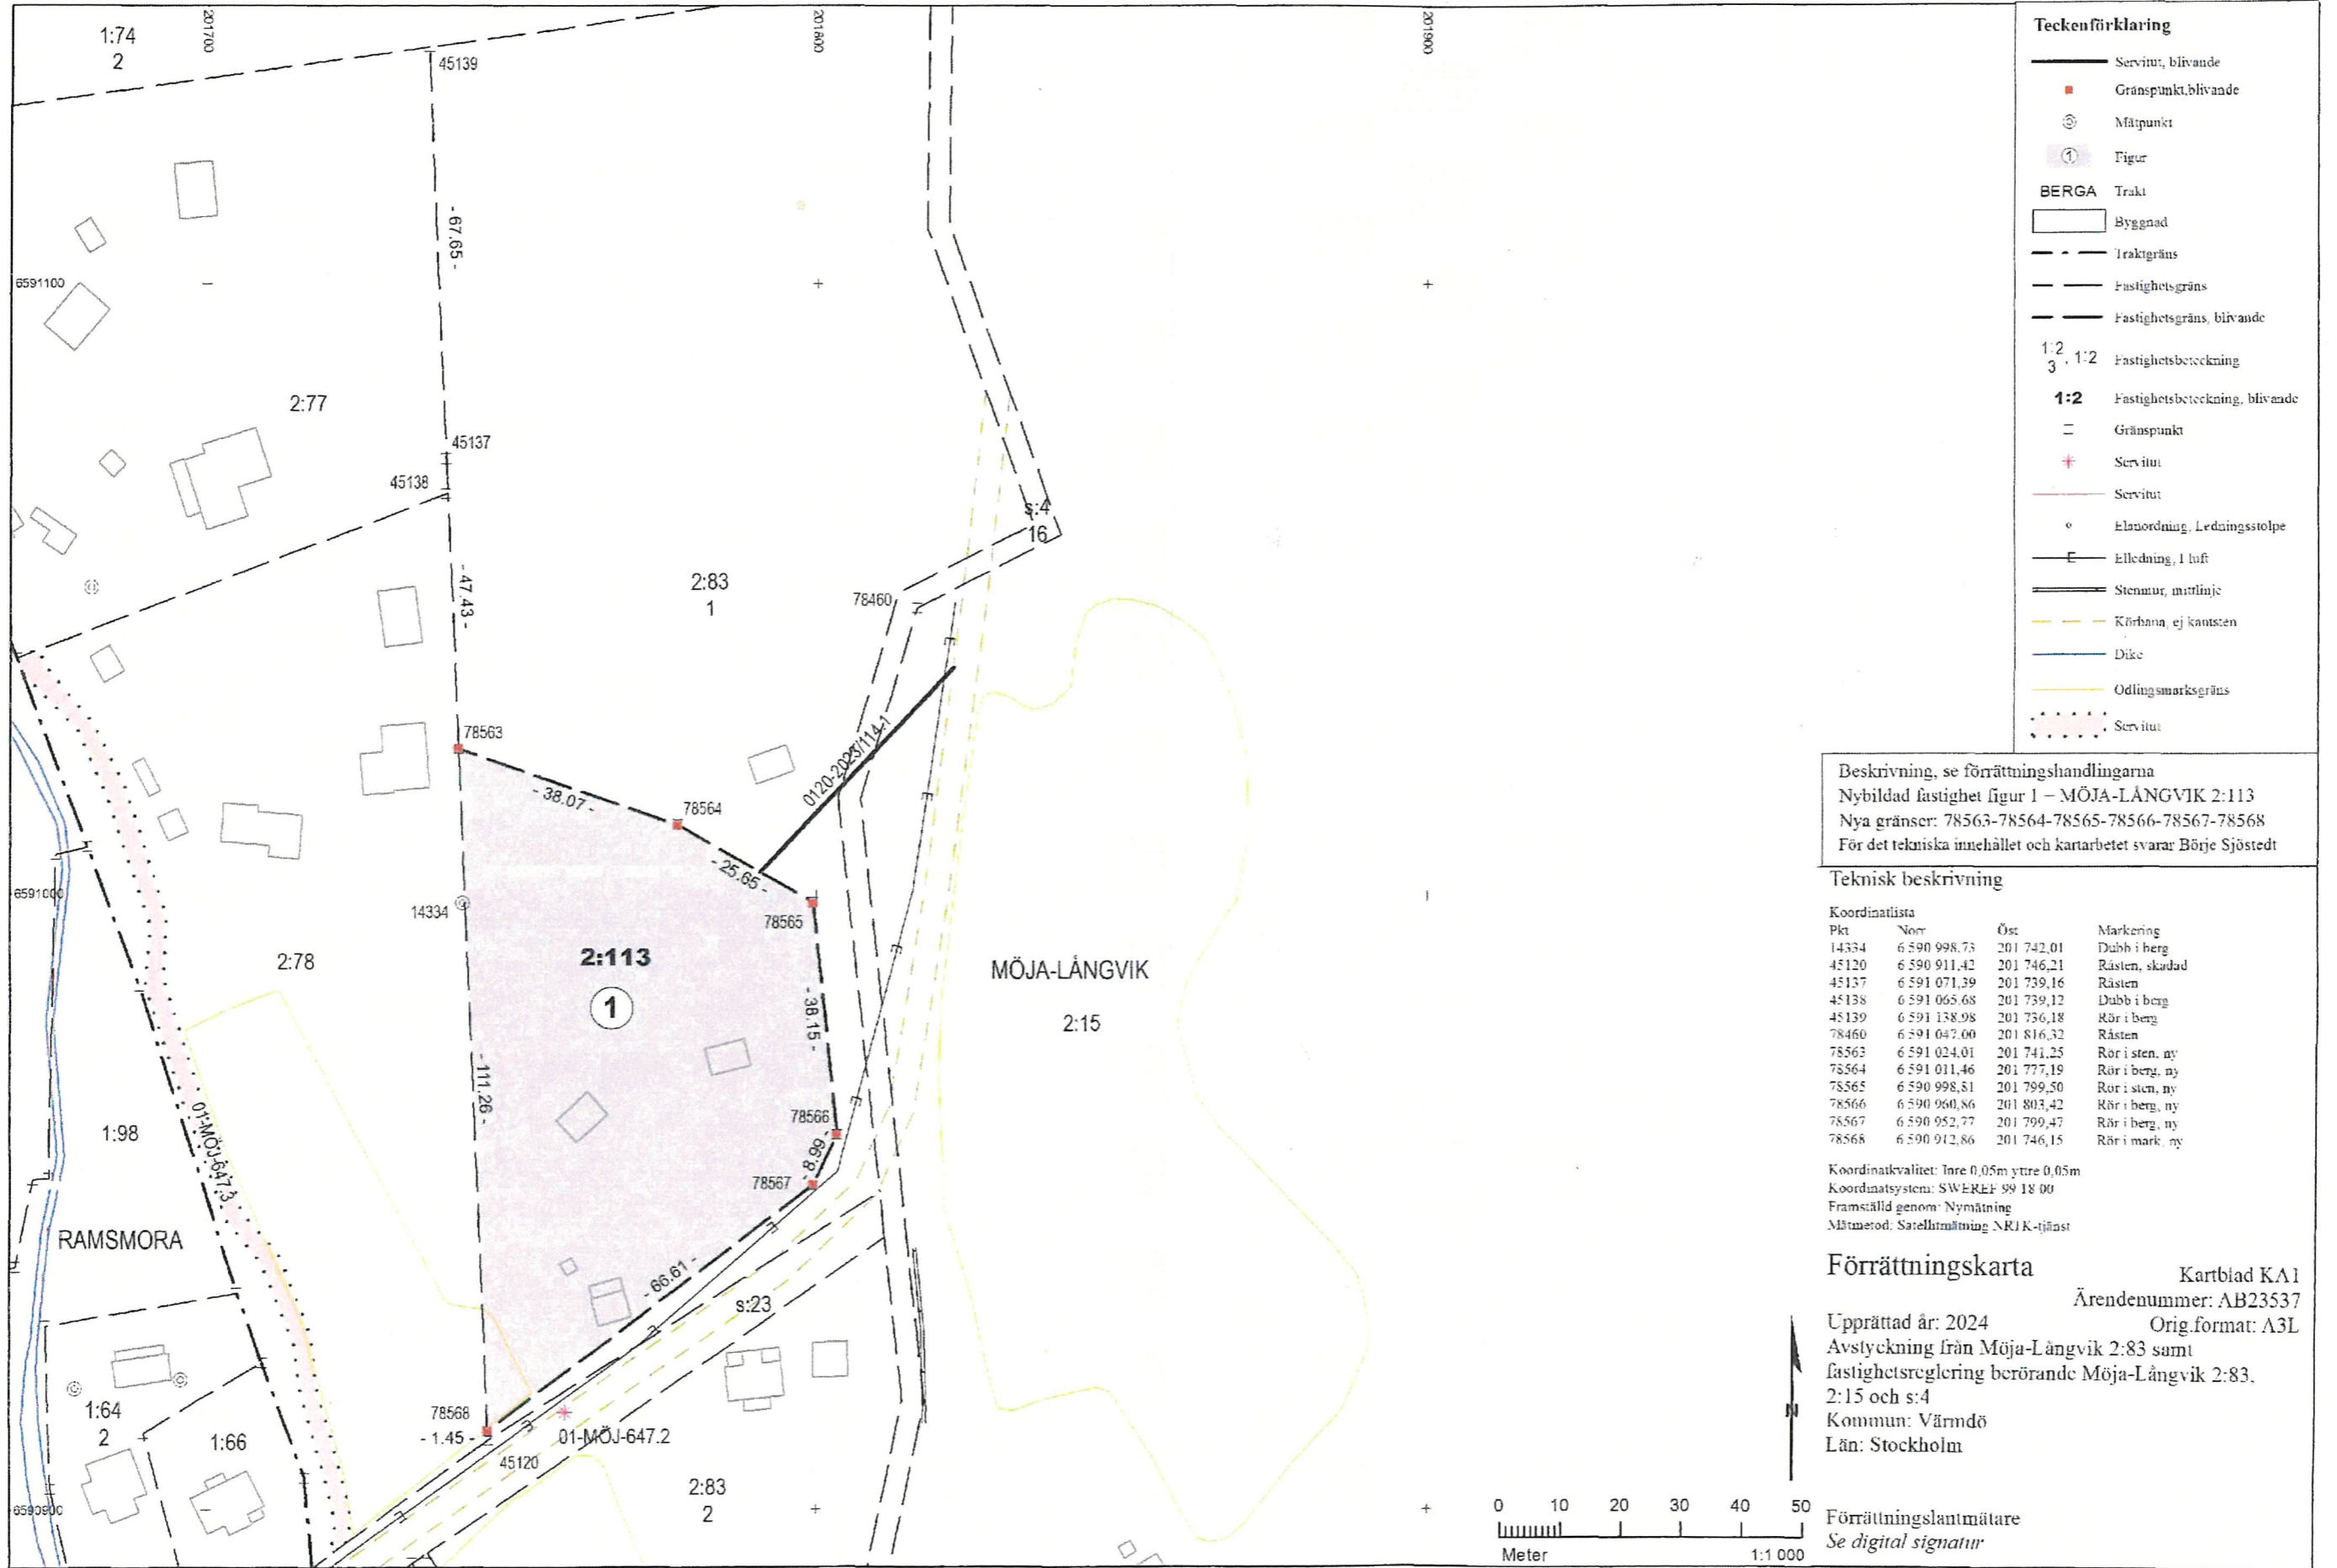 201700
201800
201900
1:74
2
45139
- 67.65 -
6591100
2:77
45137
45138
s:4
16
- 47.43 -
2:83
1
78460
78563
0120-2023/114.1
- 38.07 -
78564
- 25.65 -
6591000
14334
78565
2:113
2:78
1
MÖJA-LÅNGVIK
2:15
- 38.15 -
- 111.26 -
78566
1:98
- 8.99 -
78567
01-MÖJ-647.3
RAMSMORA
- 66.61 -
s:23
78568
- 1.45 -
1:64
2
1:66
01-MÖJ-647.2
45120
2:83
2
6590900
Teckenförklaring
Servitut, blivande
Gränspunkt,blivande
Mätpunkt
1 Figur
BERGA Trakt
Byggnad
Traktgräns
Fastighetsgräns
Fastighetsgräns, blivande
1:2
3 , 1:2 Fastighetsbeteckning
1:2 Fastighetsbeteckning, blivande
Gränspunkt
Servitut
Servitut
Elanordning, Ledningsstolpe
E Elledning, I luft
Stenmur, mittlinje
Körbana, ej kantsten
Dike
Odlingsmarksgräns
Servitut
Beskrivning, se förrättningshandlingarna
Nybildad fastighet figur 1 – MÖJA-LÅNGVIK 2:113
Nya gränser: 78563-78564-78565-78566-78567-78568
För det tekniska innehållet och kartarbetet svarar Börje Sjöstedt
Teknisk beskrivning
Koordinatlista
Pkt Norr Öst Markering
14334 6 590 998,73 201 742,01 Dubb i berg
45120 6 590 911,42 201 746,21 Råsten, skadad
45137 6 591 071,39 201 739,16 Råsten
45138 6 591 065,68 201 739,12 Dubb i berg
45139 6 591 138,98 201 736,18 Rör i berg
78460 6 591 047,00 201 816,32 Råsten
78563 6 591 024,01 201 741,25 Rör i sten, ny
78564 6 591 011,46 201 777,19 Rör i berg, ny
78565 6 590 998,81 201 799,50 Rör i sten, ny
78566 6 590 960,86 201 803,42 Rör i berg, ny
78567 6 590 952,77 201 799,47 Rör i berg, ny
78568 6 590 912,86 201 746,15 Rör i mark, ny
Koordinatkvalitet: Inre 0,05m yttre 0,05m
Koordinatsystem: SWEREF 99 18 00
Framställd genom: Nymätning
Mätmetod: Satellitmätning NRTK-tjänst
Förrättningskarta
Kartblad KA1
Ärendenummer: AB23537
Upprättad år: 2024 Orig.format: A3L
Avstyckning från Möja-Långvik 2:83 samt
fastighetsreglering berörande Möja-Långvik 2:83,
2:15 och s:4
Kommun: Värmdö
Län: Stockholm
N
0 10 20 30 40 50
Meter 1:1 000
Förrättningslantmätare
Se digital signatur